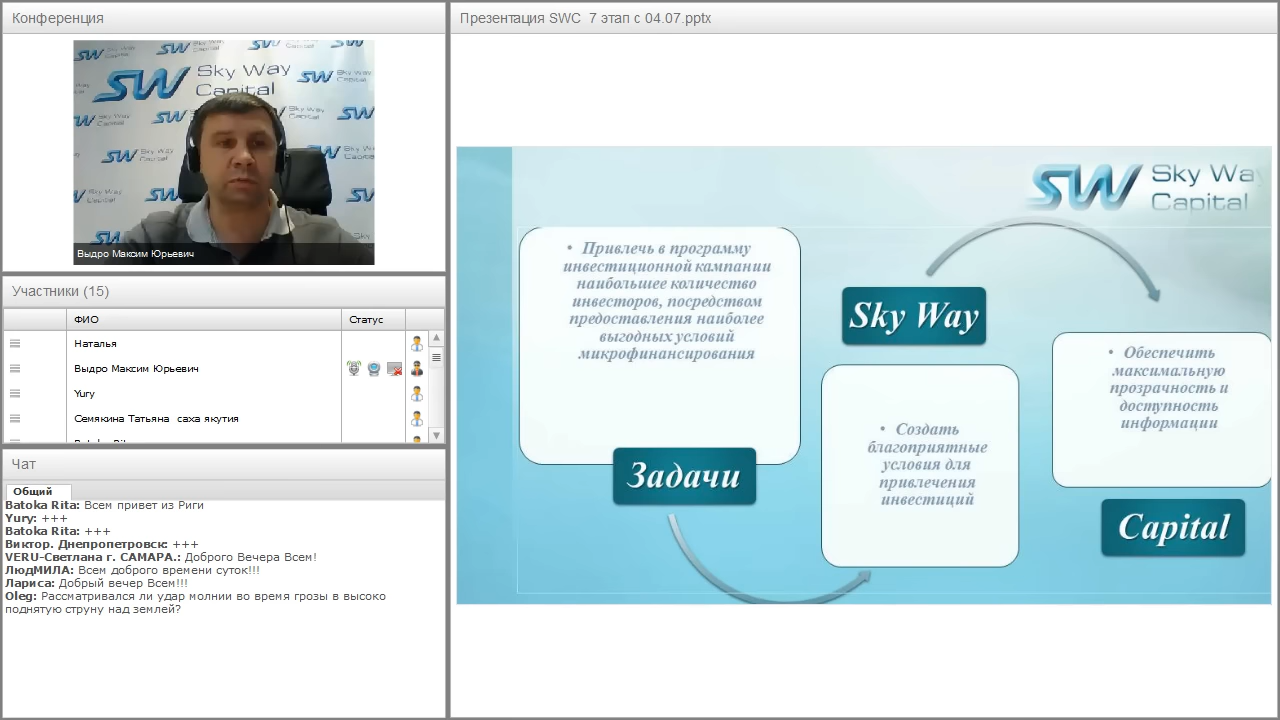 Конференция
SW Sky Way
Capital
Выдро Максим Юрьевич
Участники (15)
ФИО
Статус
Наталья
Выдро Максим Юрьевич
Yury
Семякина Татьяна саха якутия
Чат
Общий
Batoka Rita: Всем привет из Риги
Yury: +++
Batoka Rita: +++
Виктор. Днепропетровск: +++
VERU-Светлана г. САМАРА.: Доброго Вечера Всем!
ЛюдМИЛА: Всем доброго времени суток!!!
Лариса: Добрый вечер Всем!!!
Oleg: Рассматривался ли удар молнии во время грозы в высоко
поднятую струну над землей?
Презентация SWC 7 этап с 04.07.pptx
SW Sky Way
Capital
• Привлечь в программу
инвестиционной кампании
наибольшее количество
инвесторов, посредством
предоставления наиболее
выгодных условий
микрофинансирования
Задачи
Sky Way
• Создать
благоприятные
условия для
привлечения
инвестиций
• Обеспечить
максимальную
прозрачность и
доступность
информации
Capital